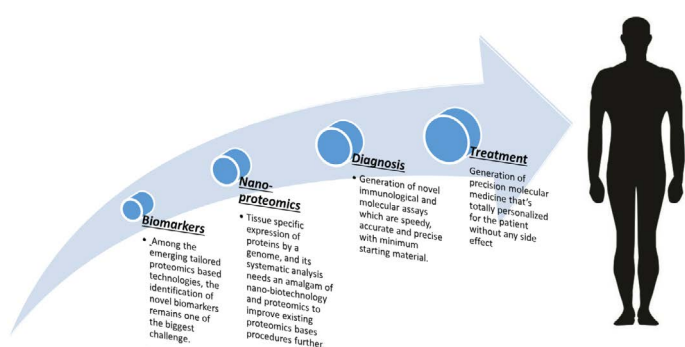 Biomarkers
• Among the
emerging tailored
proteomics based
technologies, the
identification of
novel biomarkers
remains one of
the biggest
challenge.
Nano-
proteomics
• Tissue specific
expression of
proteins by a
genome, and its
systematic analysis
needs an amalgam of
nano-biotechnology
and proteomics to
improve existing
proteomics bases
procedures further
Diagnosis
• Generation of novel
immunological and
molecular assays
which are speedy,
accurate and precise
with minimum
starting material.
Treatment
Generation of
precision molecular
medicine that's
totally personalized
for the patient
without any side
effect